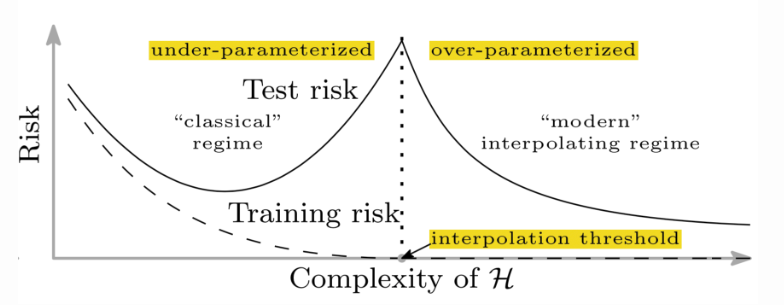 under-parameterized
over-parameterized
Test risk
“classical”
regime
“modern”
interpolating regime
Risk
Training risk
interpolation threshold
Complexity of ℋ